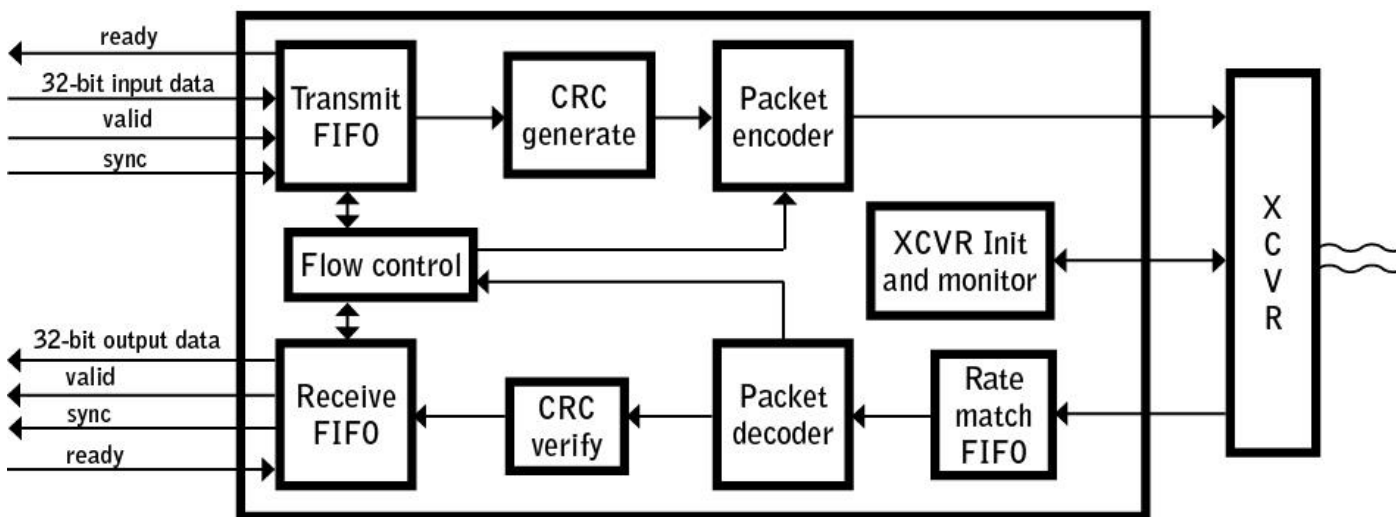 ready
32-bit input data
valid
sync
Transmit
FIFO
CRC
generate
Packet
encoder
Flow control
XCVR Init
and monitor
X
C
V
R
32-bit output data
valid
sync
ready
Receive
FIFO
CRC
verify
Packet
decoder
Rate
match
FIFO